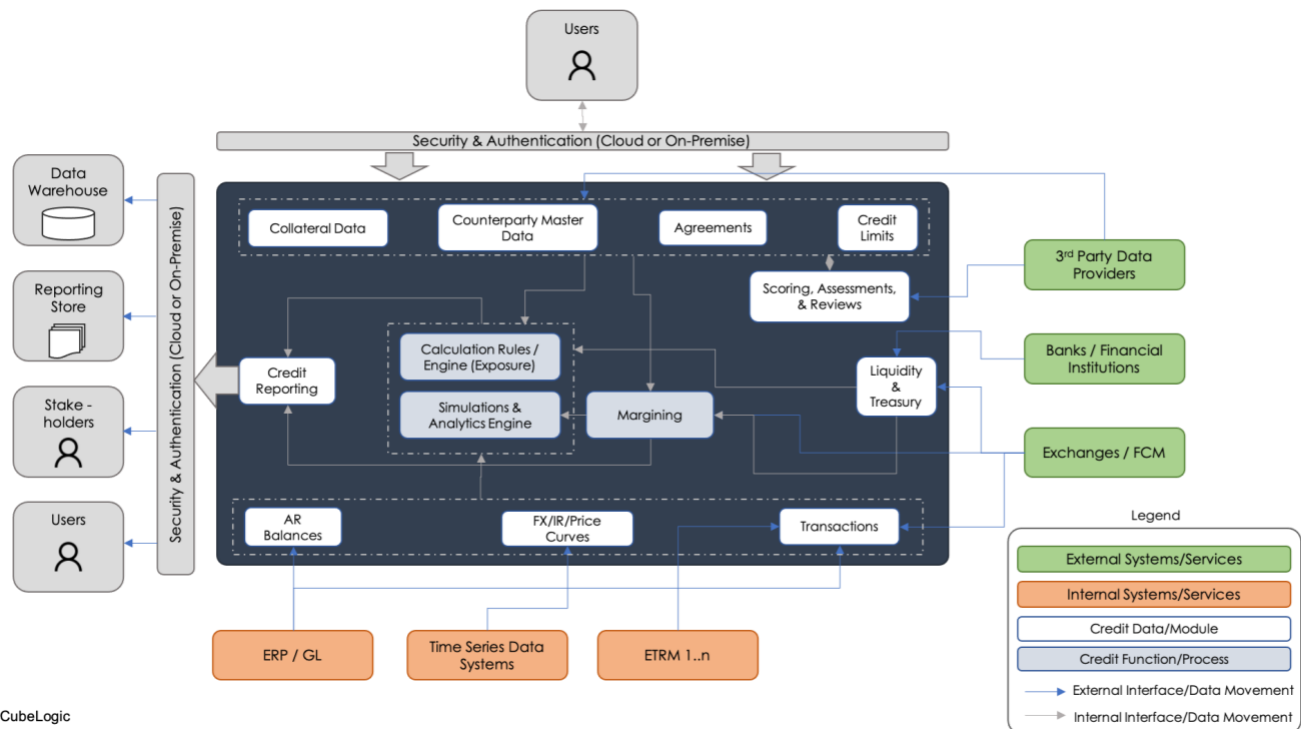 Users
Security & Authentication (Cloud or On-Premise)
Data
Warehouse
Reporting
Store
Stake -
holders
Users
Security & Authentication (Cloud or On-Premise)
Collateral Data
Counterparty Master
Data
Agreements
Credit
Limits
Scoring, Assessments,
& Reviews
Calculation Rules /
Engine (Exposure)
Simulations &
Analytics Engine
Credit
Reporting
Margining
Liquidity
&
Treasury
AR
Balances
FX/IR/Price
Curves
Transactions
3rd Party Data
Providers
Banks / Financial
Institutions
Exchanges / FCM
ERP / GL
Time Series Data
Systems
ETRM 1..n
Legend
External Systems/Services
Internal Systems/Services
Credit Data/Module
Credit Function/Process
External Interface/Data Movement
Internal Interface/Data Movement
CubeLogic